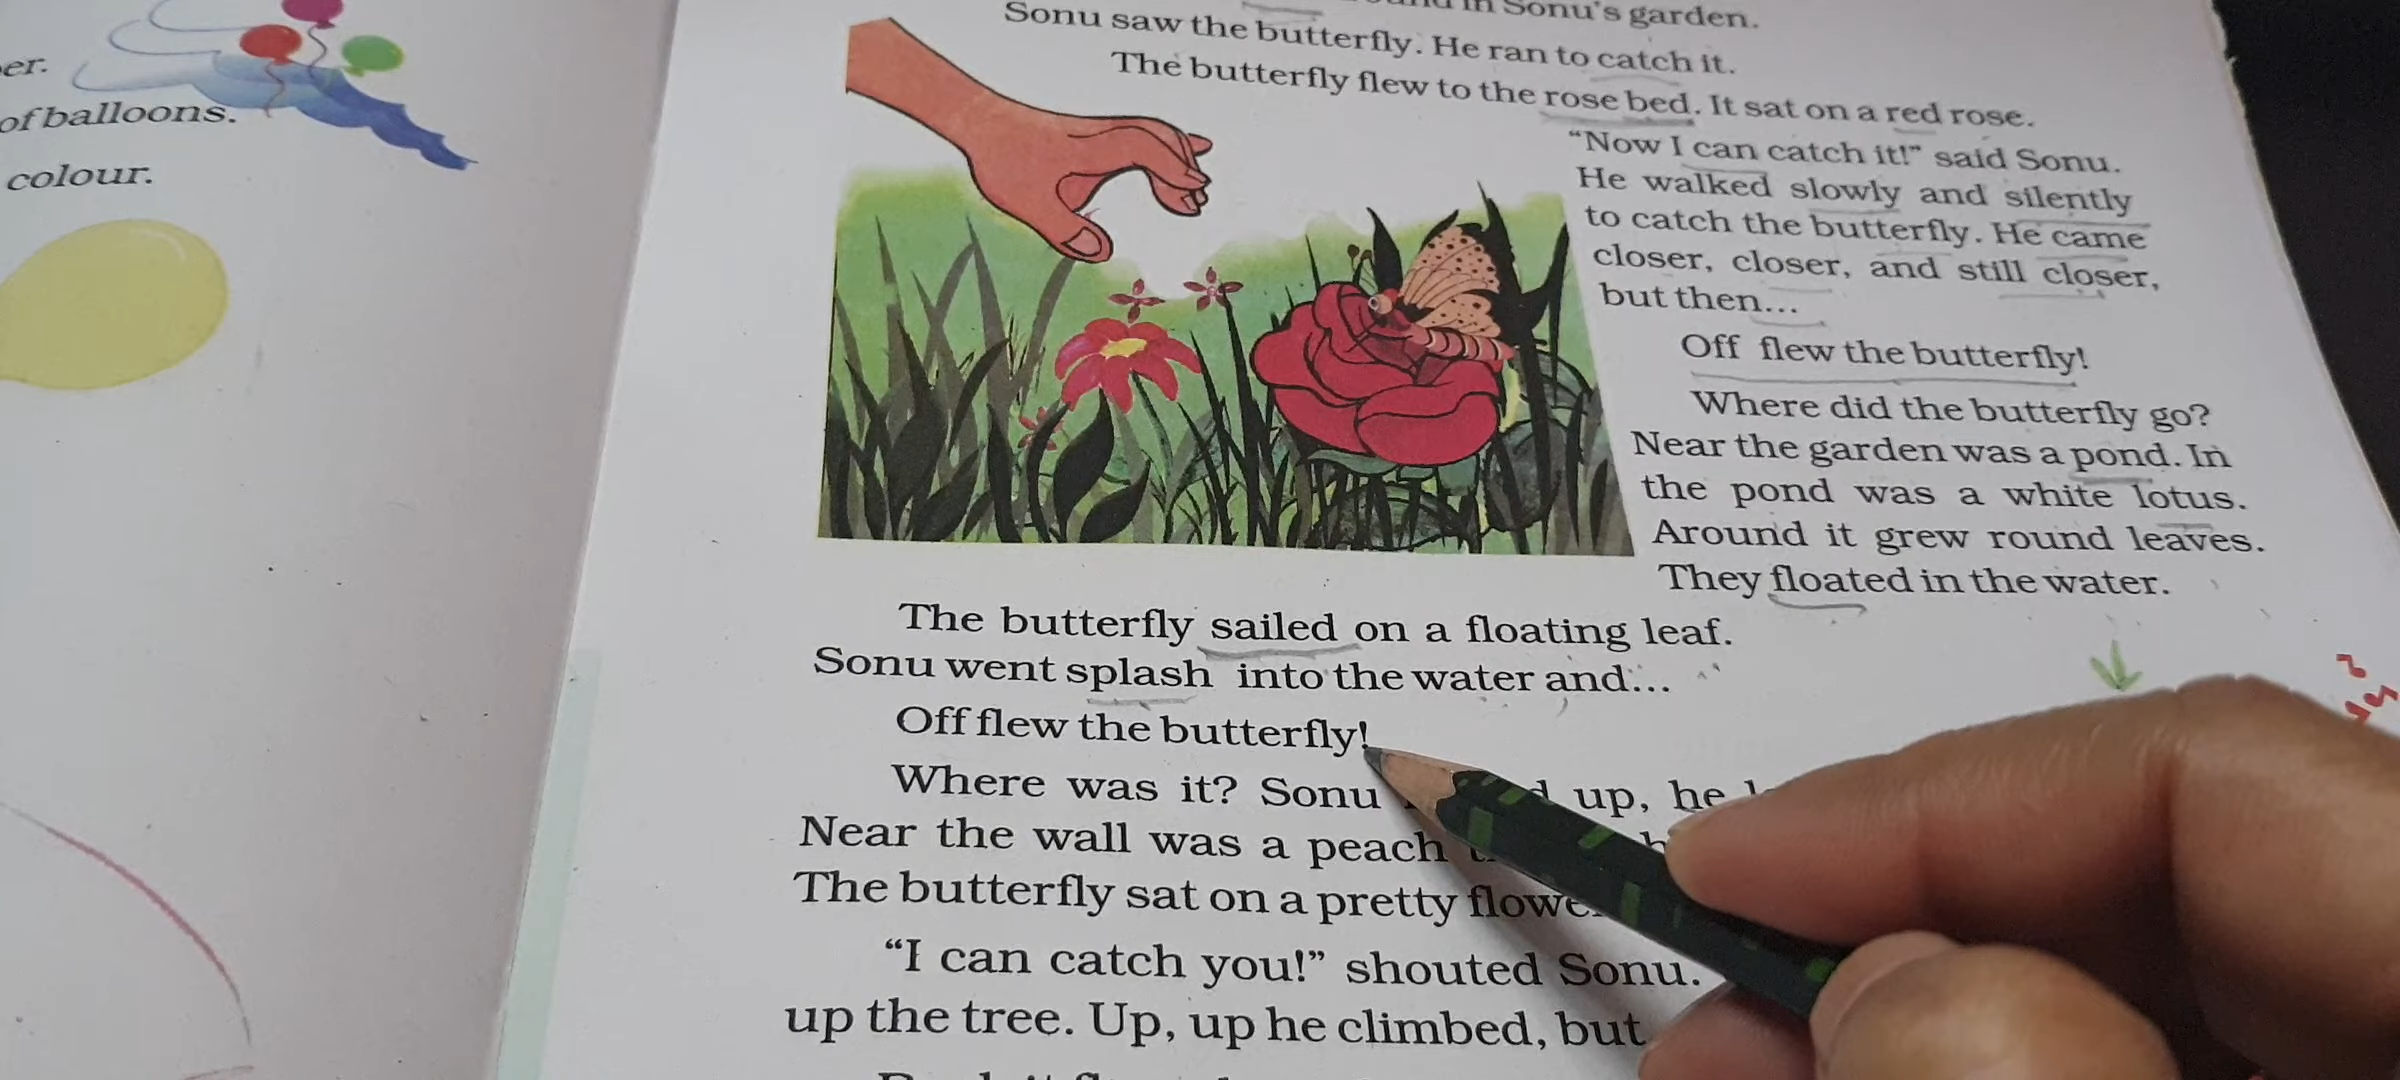 er.
of balloons.
colour.
in Sonu's garden.
Sonu saw the butterfly. He ran to catch it.
The butterfly flew to the rose bed. It sat on a red rose.
“Now I can catch it!” said Sonu.
He walked slowly and silently
to catch the butterfly. He came
closer, closer, and still closer,
but then...
Off flew the butterfly!
Where did the butterfly go?
Near the garden was a pond. In
the pond was a white lotus.
Around it grew round leaves.
They floated in the water.
The butterfly sailed on a floating leaf.
Sonu went splash into the water and...
Off flew the butterfly!
Where was it? Sonu up, he
Near the wall was a peach
The butterfly sat on a pretty
“I can catch you!” shouted Sonu.
up the tree. Up, up he climbed, but